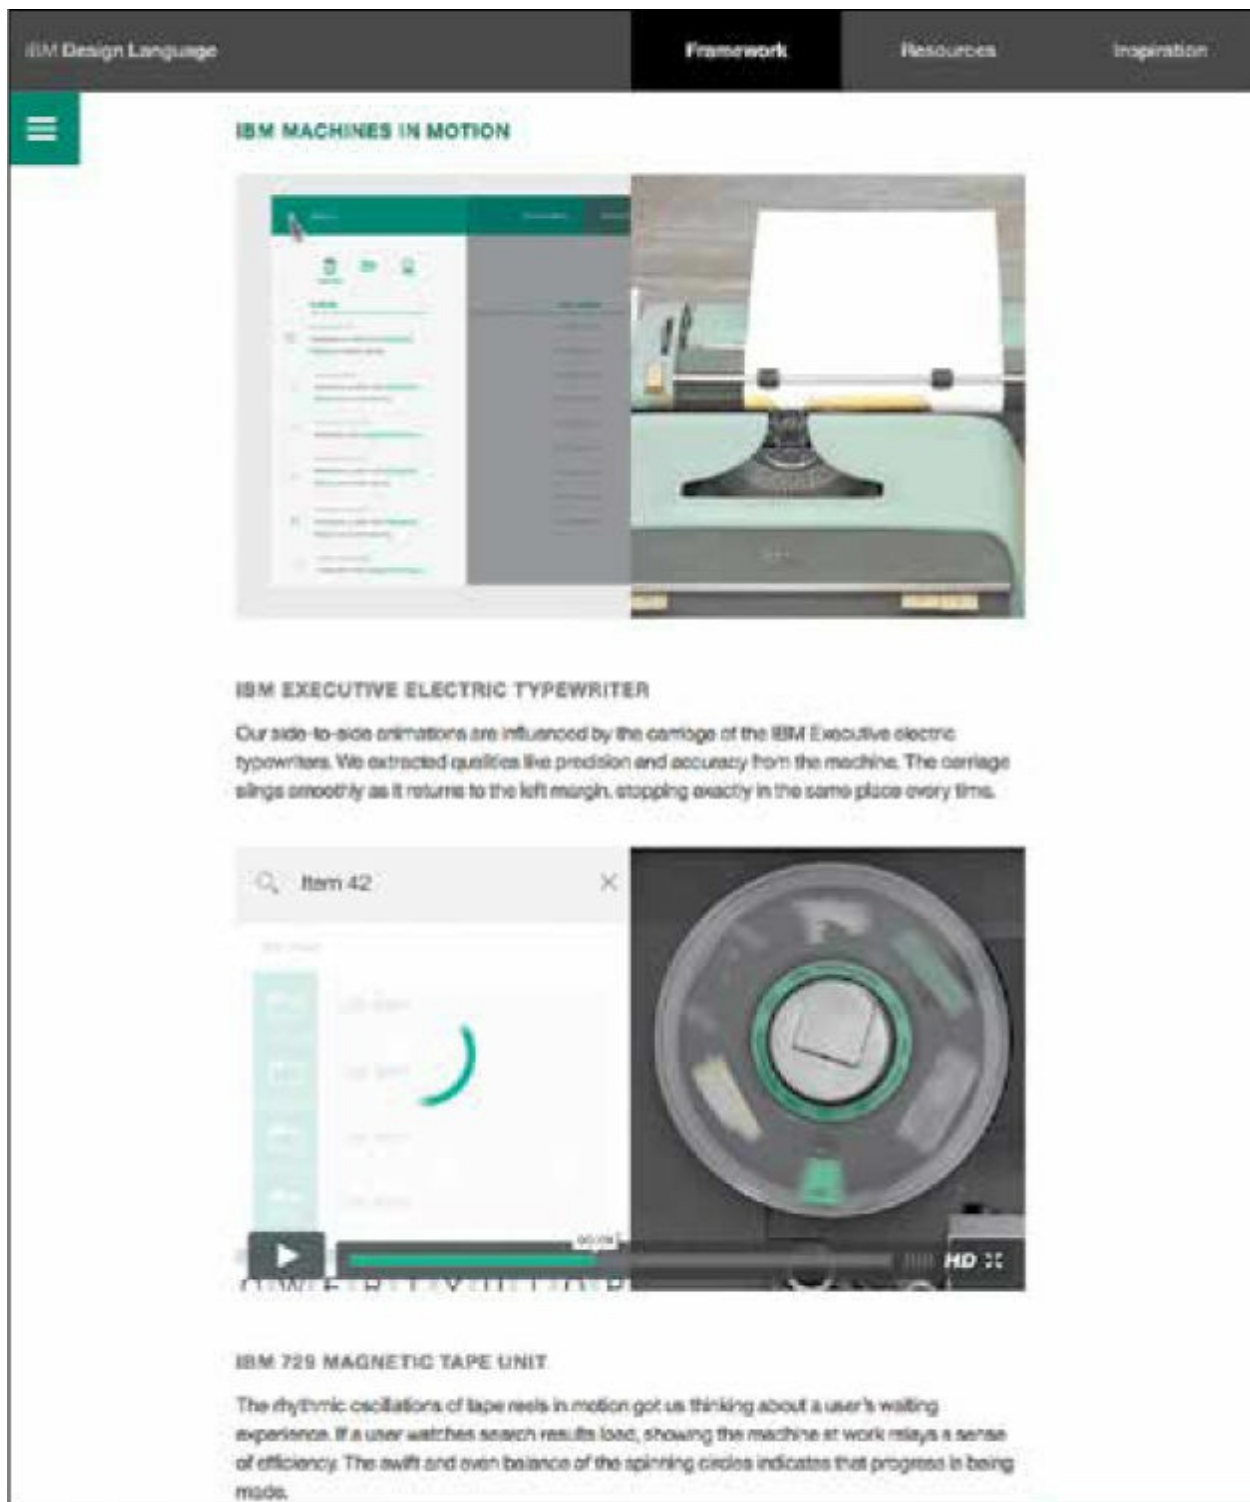 IBM Design Language
Framework
Resources
Inspiration
IBM MACHINES IN MOTION
IBM EXECUTIVE ELECTRIC TYPEWRITER
Our side-to-side animations are influenced by the carriage of the IBM Executive electric
typewriters. We extracted qualities like precision and accuracy from the machine. The carriage
slings smoothly as it returns to the left margin, stopping exactly in the same place every time.
Item 42
HD
IBM 729 MAGNETIC TAPE UNIT
The rhythmic oscillations of tape reels in motion got us thinking about a user's waiting
experience. If a user watches search results load, showing the machine at work relays a sense
of efficiency. The swift and even balance of the spinning circles indicates that progress is being
made.